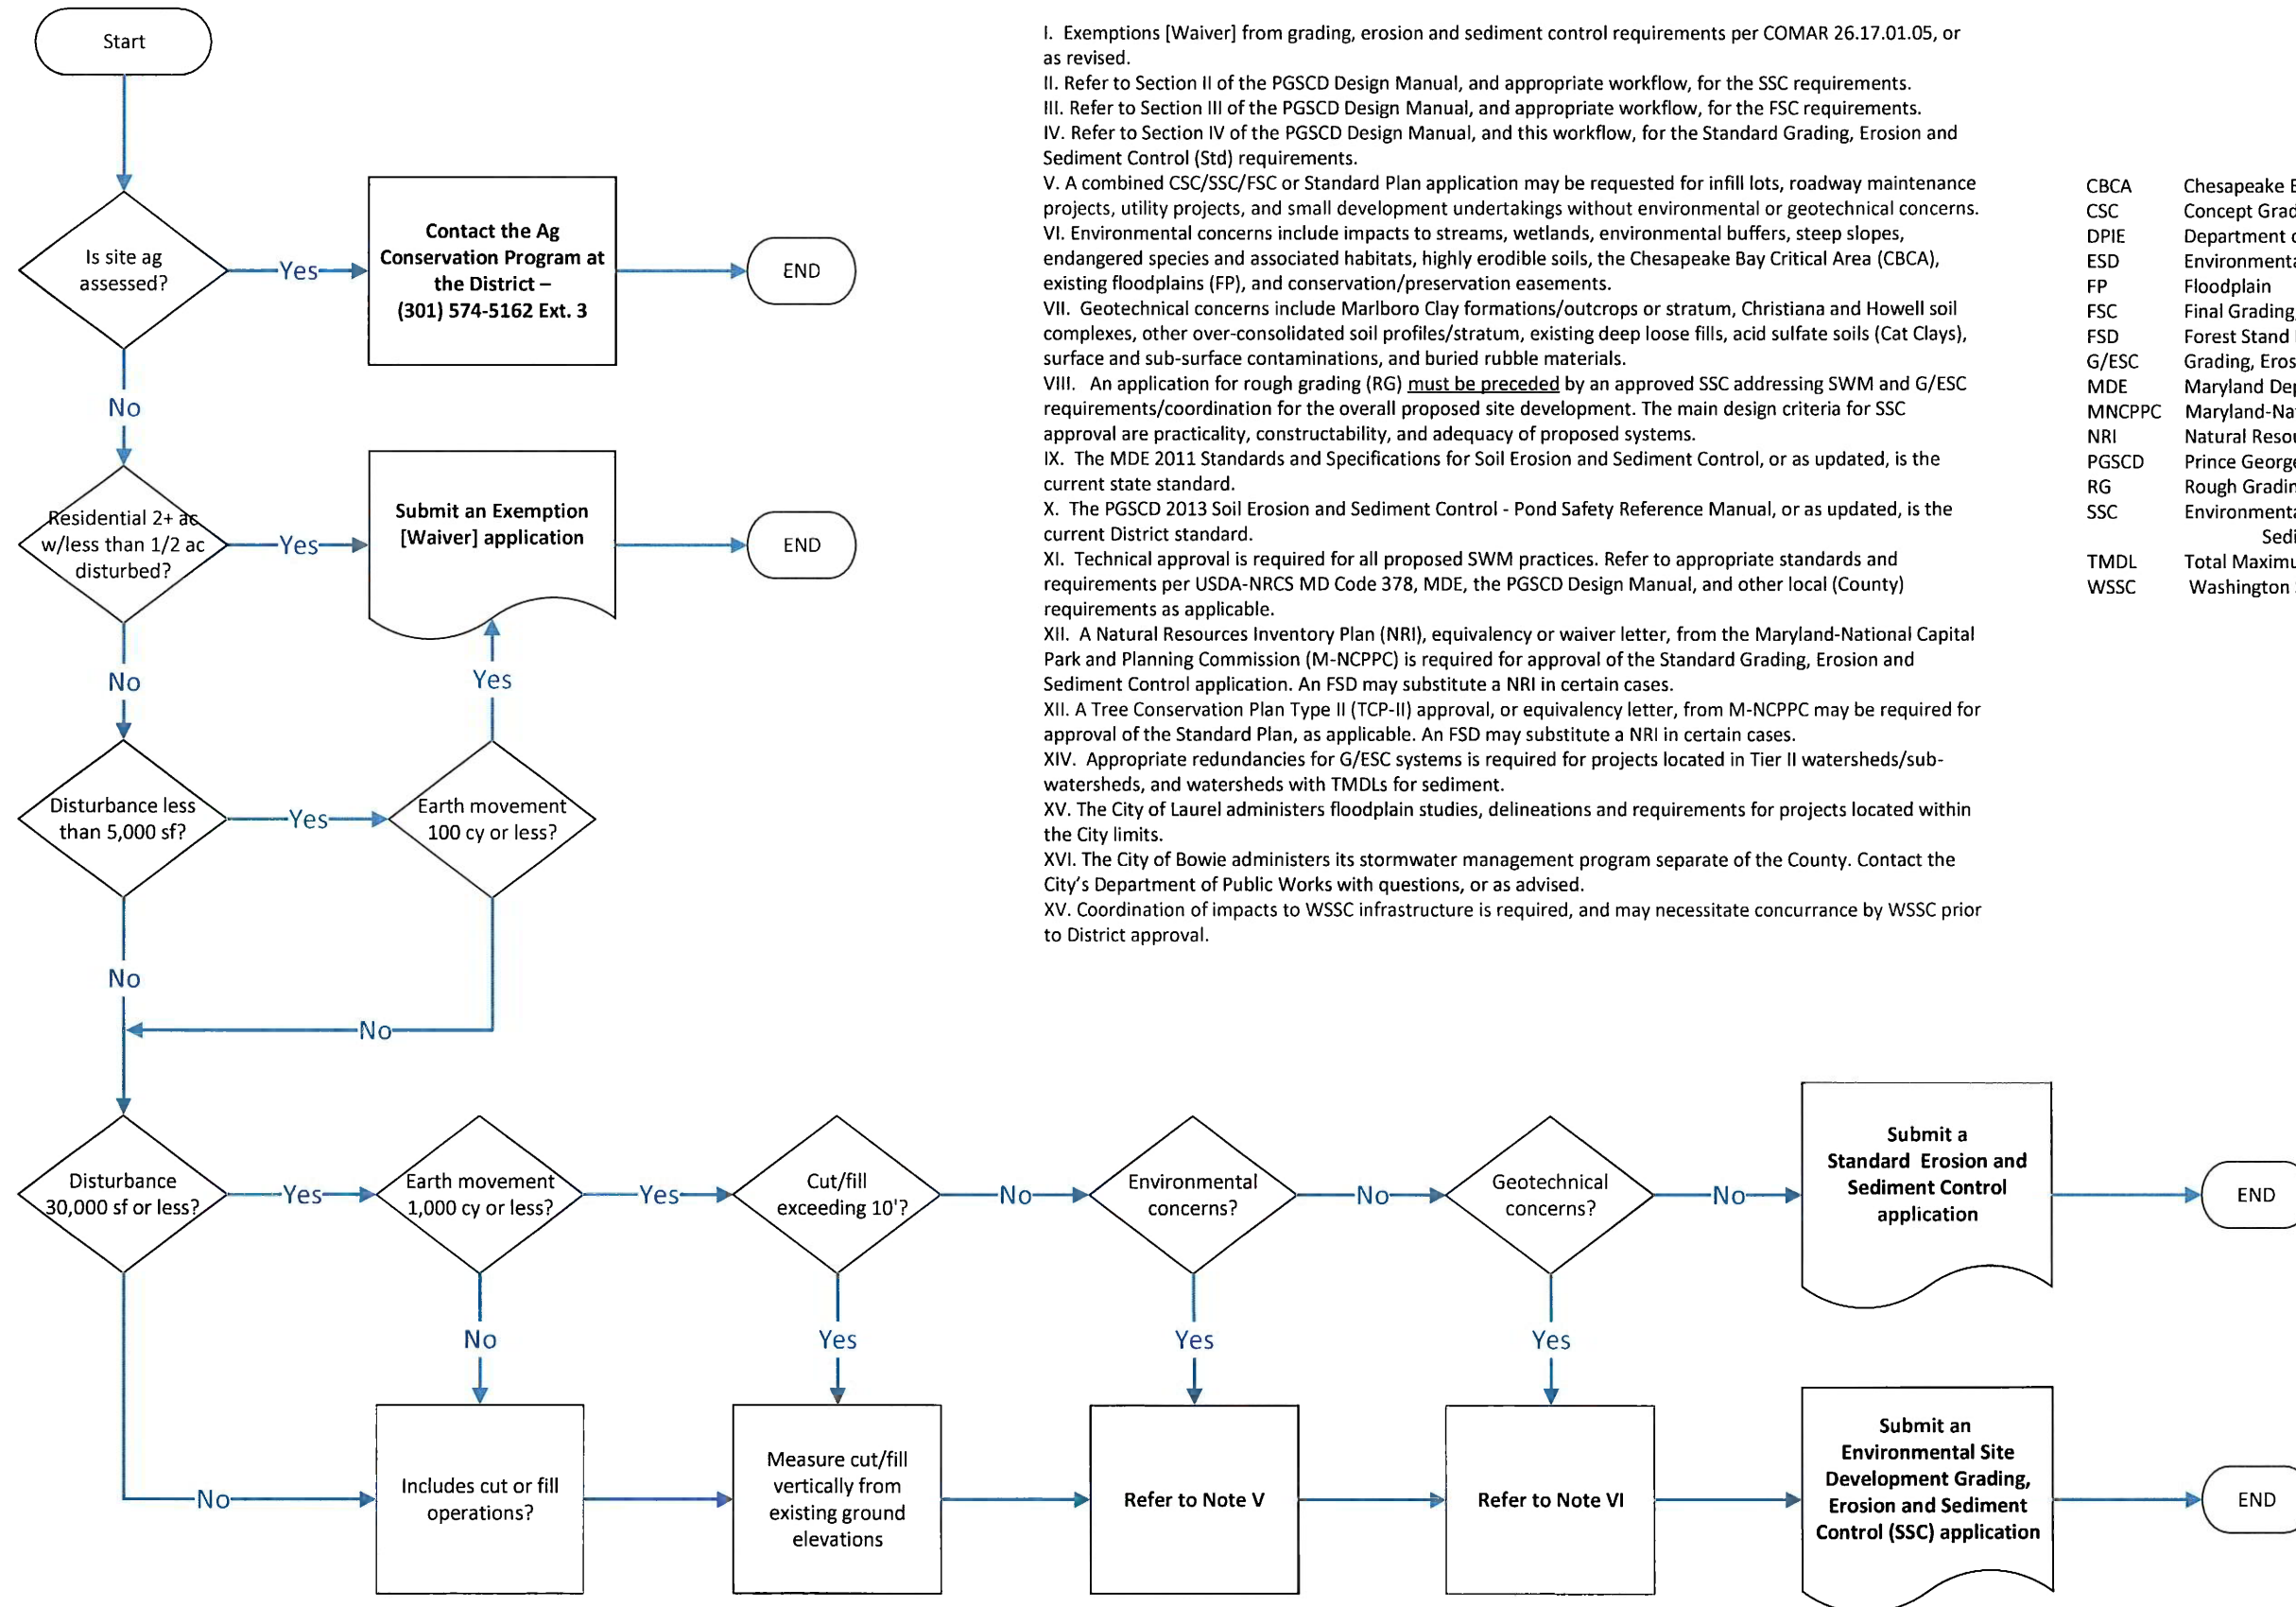 Start
Is site ag
assessed?
Yes
Contact the Ag
Conservation Program at
the District –
(301) 574-5162 Ext. 3
END
No
Residential 2+ ac
w/less than 1/2 ac
disturbed?
Yes
Submit an Exemption
[Waiver] application
END
No
Yes
Disturbance less
than 5,000 sf?
Yes
Earth movement
100 cy or less?
No
No
I. Exemptions [Waiver] from grading, erosion and sediment control requirements per COMAR 26.17.01.05, or
as revised.
II. Refer to Section II of the PGSCD Design Manual, and appropriate workflow, for the SSC requirements.
III. Refer to Section III of the PGSCD Design Manual, and appropriate workflow, for the FSC requirements.
IV. Refer to Section IV of the PGSCD Design Manual, and this workflow, for the Standard Grading, Erosion and
Sediment Control (Std) requirements.
V. A combined CSC/SSC/FSC or Standard Plan application may be requested for infill lots, roadway maintenance
projects, utility projects, and small development undertakings without environmental or geotechnical concerns.
VI. Environmental concerns include impacts to streams, wetlands, environmental buffers, steep slopes,
endangered species and associated habitats, highly erodible soils, the Chesapeake Bay Critical Area (CBCA),
existing floodplains (FP), and conservation/preservation easements.
VII. Geotechnical concerns include Marlboro Clay formations/outcrops or stratum, Christiana and Howell soil
complexes, other over-consolidated soil profiles/stratum, existing deep loose fills, acid sulfate soils (Cat Clays),
surface and sub-surface contaminations, and buried rubble materials.
VIII. An application for rough grading (RG) must be preceded by an approved SSC addressing SWM and G/ESC
requirements/coordination for the overall proposed site development. The main design criteria for SSC
approval are practicality, constructability, and adequacy of proposed systems.
IX. The MDE 2011 Standards and Specifications for Soil Erosion and Sediment Control, or as updated, is the
current state standard.
X. The PGSCD 2013 Soil Erosion and Sediment Control - Pond Safety Reference Manual, or as updated, is the
current District standard.
XI. Technical approval is required for all proposed SWM practices. Refer to appropriate standards and
requirements per USDA-NRCS MD Code 378, MDE, the PGSCD Design Manual, and other local (County)
requirements as applicable.
XII. A Natural Resources Inventory Plan (NRI), equivalency or waiver letter, from the Maryland-National Capital
Park and Planning Commission (M-NCPPC) is required for approval of the Standard Grading, Erosion and
Sediment Control application. An FSD may substitute a NRI in certain cases.
XII. A Tree Conservation Plan Type II (TCP-II) approval, or equivalency letter, from M-NCPPC may be required for
approval of the Standard Plan, as applicable. An FSD may substitute a NRI in certain cases.
XIV. Appropriate redundancies for G/ESC systems is required for projects located in Tier II watersheds/sub-
watersheds, and watersheds with TMDLs for sediment.
XV. The City of Laurel administers floodplain studies, delineations and requirements for projects located within
the City limits.
XVI. The City of Bowie administers its stormwater management program separate of the County. Contact the
City's Department of Public Works with questions, or as advised.
XV. Coordination of impacts to WSSC infrastructure is required, and may necessitate concurrance by WSSC prior
to District approval.
CBCA Chesapeake
CSC Concept
DPIE Department
ESD
FP Floodplain
FSC Final Grading,
FSD Forest Stand
G/ESC Grading,
MDE Maryland
MNCPPC
NRI Natural
PGSCD Prince
RG Rough
SSC
TMDL Total
WSSC Washington
Disturbance
30,000 sf or less?
Yes
Earth movement
1,000 cy or less?
Yes
Cut/fill
exceeding 10'?
No
Environmental
concerns?
No
Geotechnical
concerns?
No
Submit a
Standard Erosion and
Sediment Control
application
END
No
Yes
Yes
Yes
No
Includes cut or fill
operations?
Measure cut/fill
vertically from
existing ground
elevations
Refer to Note V
Refer to Note VI
Submit an
Environmental Site
Development Grading,
Erosion and Sediment
Control (SSC) application
END